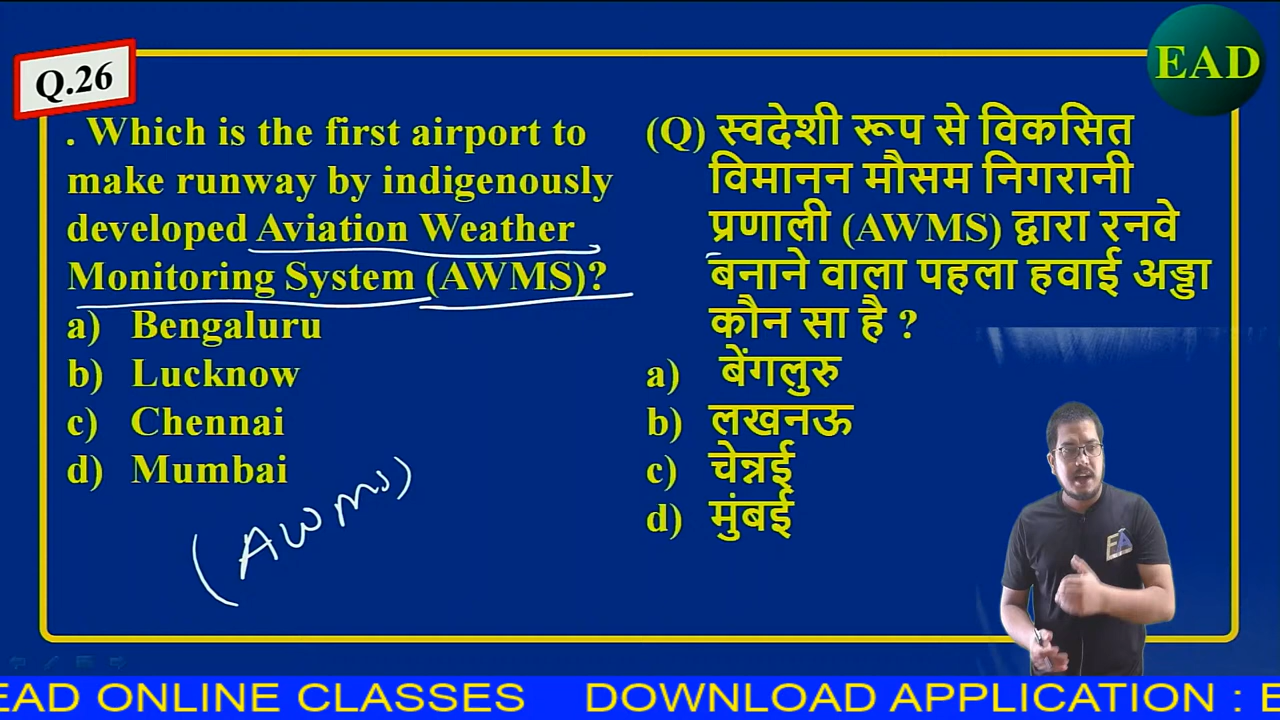 EAD
Q.26
. Which is the first airport to
make runway by indigenously
developed Aviation Weather
Monitoring System (AWMS)?
a) Bengaluru
b) Lucknow
c) Chennai
d) Mumbai
(AWMS)
(Q) स्वदेशी रूप से विकसित
विमानन मौसम निगरानी
प्रणाली (AWMS) द्वारा रनवे
बनाने वाला पहला हवाई अड्डा
कौन सा है ?
a) बेंगलुरु
b) लखनऊ
c) चेन्नई
d) मुंबई
EA
EAD ONLINE CLASSES DOWNLOAD APPLICATION : E